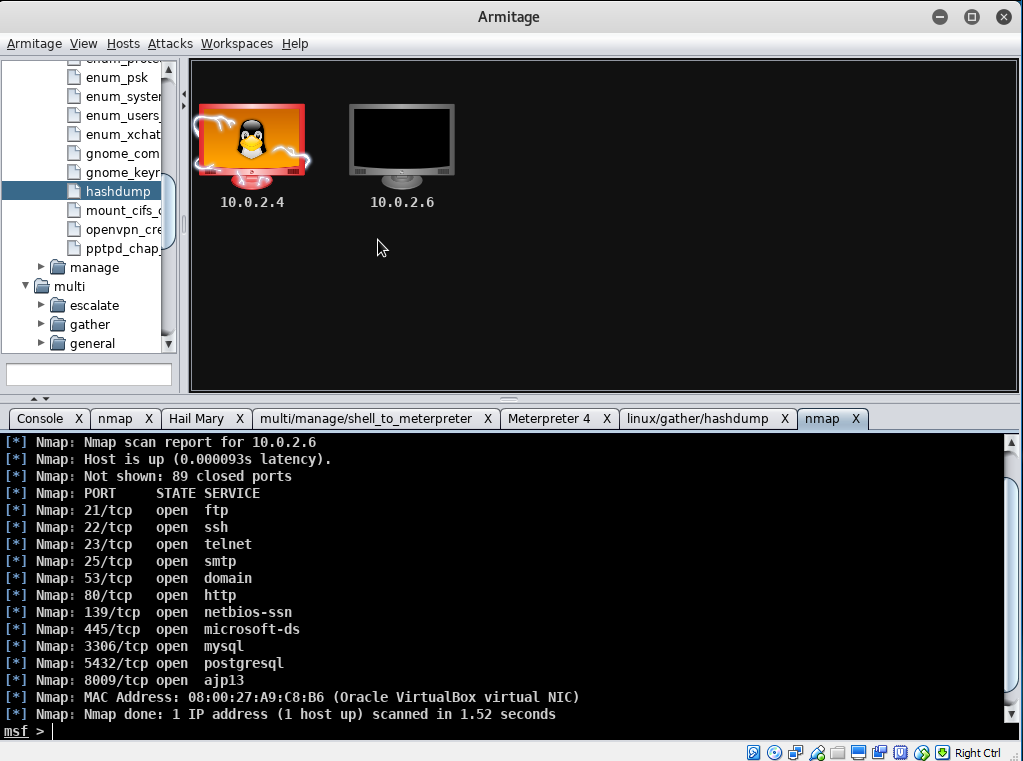 Armitage
Armitage View Hosts Attacks Workspaces Help
enum_psk
enum_syster
enum_users_
enum_xchat
gnome_com
gnome_keyr
hashdump
mount_cifs_c
openvpn_cre
pptpd_chap_
manage
multi
escalate
gather
general
10.0.2.4 10.0.2.6
Console X nmap X Hail Mary X multi/manage/shell_to_meterpreter X Meterpreter 4 X linux/gather/hashdump X nmap X
[*] Nmap: Nmap scan report for 10.0.2.6
[*] Nmap: Host is up (0.000093s latency).
[*] Nmap: Not shown: 89 closed ports
[*] Nmap: PORT     STATE SERVICE
[*] Nmap: 21/tcp   open  ftp
[*] Nmap: 22/tcp   open  ssh
[*] Nmap: 23/tcp   open  telnet
[*] Nmap: 25/tcp   open  smtp
[*] Nmap: 53/tcp   open  domain
[*] Nmap: 80/tcp   open  http
[*] Nmap: 139/tcp  open  netbios-ssn
[*] Nmap: 445/tcp  open  microsoft-ds
[*] Nmap: 3306/tcp open  mysql
[*] Nmap: 5432/tcp open  postgresql
[*] Nmap: 8009/tcp open  ajp13
[*] Nmap: MAC Address: 08:00:27:A9:C8:B6 (Oracle VirtualBox virtual NIC)
[*] Nmap: Nmap done: 1 IP address (1 host up) scanned in 1.52 seconds
msf >
Right Ctrl